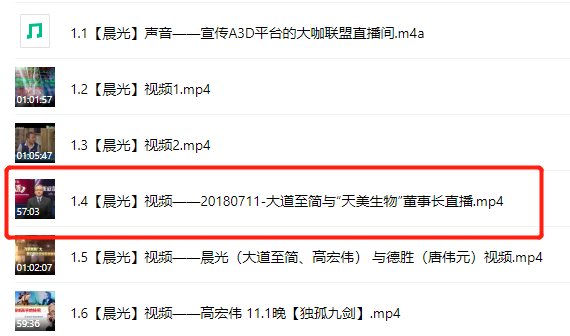 1.1【晨光】声音——宣传A3D平台的大咖联盟直播间.m4a
1.2【晨光】视频1.mp4
01:01:57
1.3【晨光】视频2.mp4
01:05:47
1.4【晨光】视频——20180711-大道至简与“天美生物”董事长直播.mp4
57:03
1.5【晨光】视频——晨光（大道至简、高宏伟） 与德胜（唐伟元）视频.mp4
01:02:07
1.6【晨光】视频——高宏伟 11.1晚【独孤九剑】.mp4
59:36